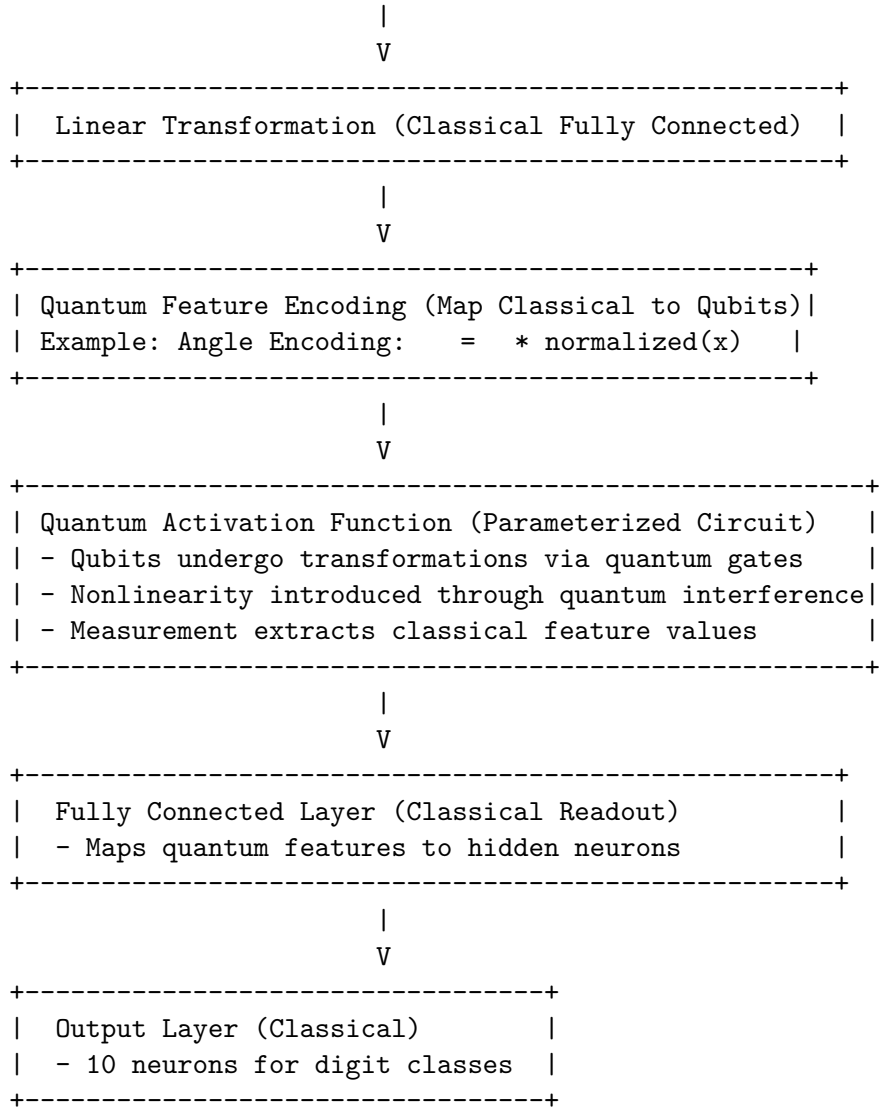 |
V
+-----------------------------------------------------+
|  Linear Transformation (Classical Fully Connected)  |
+-----------------------------------------------------+
|
V
+---------------------------------------------------+
| Quantum Feature Encoding (Map Classical to Qubits)|
| Example: Angle Encoding:   =  * normalized(x)   |
+---------------------------------------------------+
|
V
+-------------------------------------------------------+
| Quantum Activation Function (Parameterized Circuit)   |
| - Qubits undergo transformations via quantum gates    |
| - Nonlinearity introduced through quantum interference|
| - Measurement extracts classical feature values       |
+-------------------------------------------------------+
|
V
+-----------------------------------------------------+
|  Fully Connected Layer (Classical Readout)          |
|  - Maps quantum features to hidden neurons          |
+-----------------------------------------------------+
|
V
+----------------------------------+
|  Output Layer (Classical)        |
|  - 10 neurons for digit classes  |
+----------------------------------+